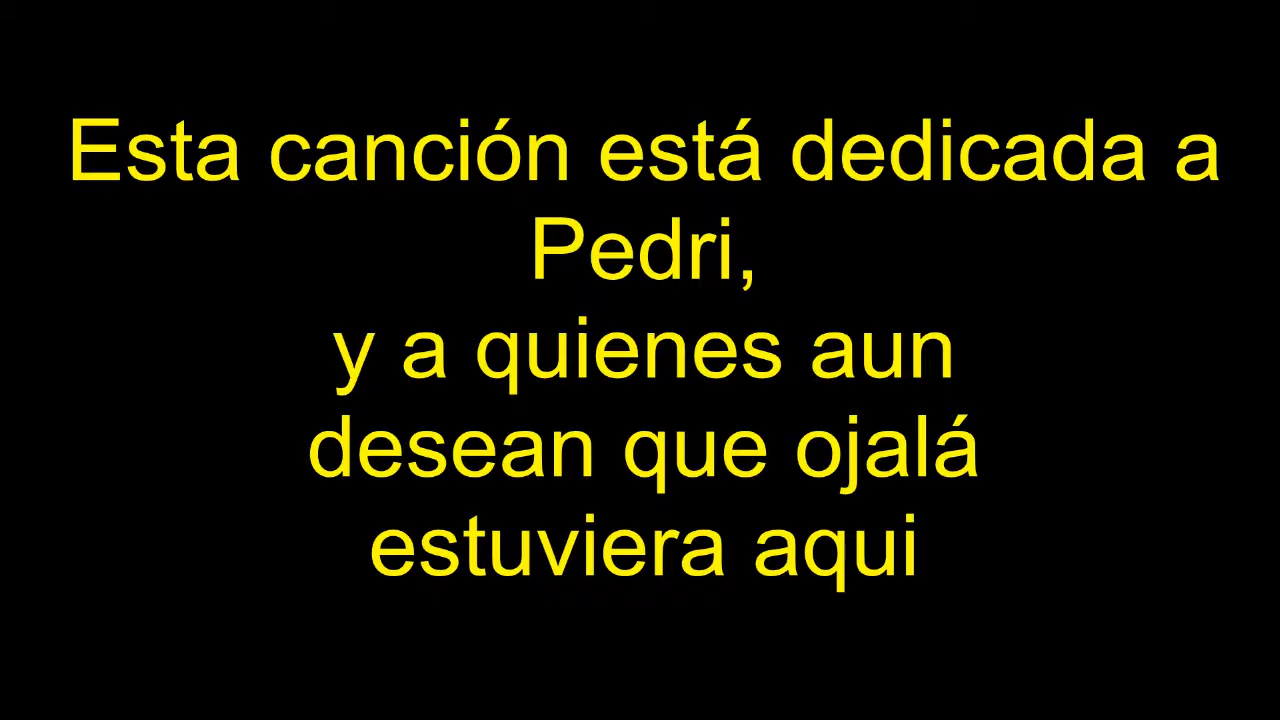 Esta canción está dedicada a
Pedri,
y a quienes aun
desean que ojalá
estuviera aqui